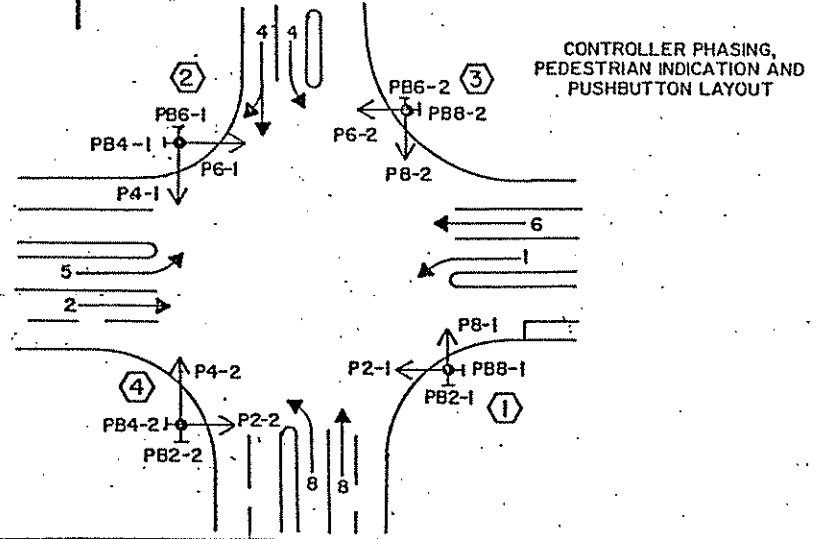 CONTROLLER PHASING,
PEDESTRIAN INDICATION AND
PUSHBUTTON LAYOUT
4 4
2
3
PB6-1
PB6-2
PB4-1
PB8-2
P6-1
P6-2
P4-1
P8-2
6
1
5
2
P8-1
P4-2
P2-1
PB8-1
4
PB2-1
1
PB4-2
P2-2
PB2-2
8 8